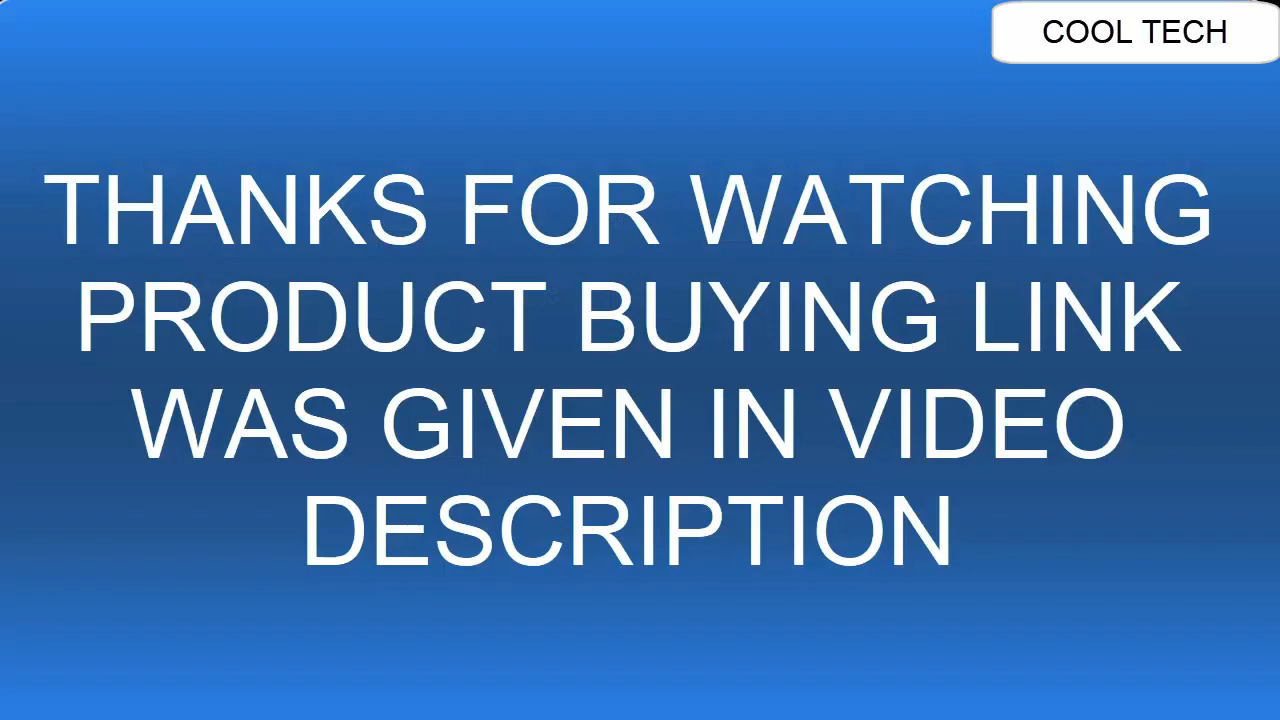 COOL TECH
THANKS FOR WATCHING
PRODUCT BUYING LINK
WAS GIVEN IN VIDEO
DESCRIPTION